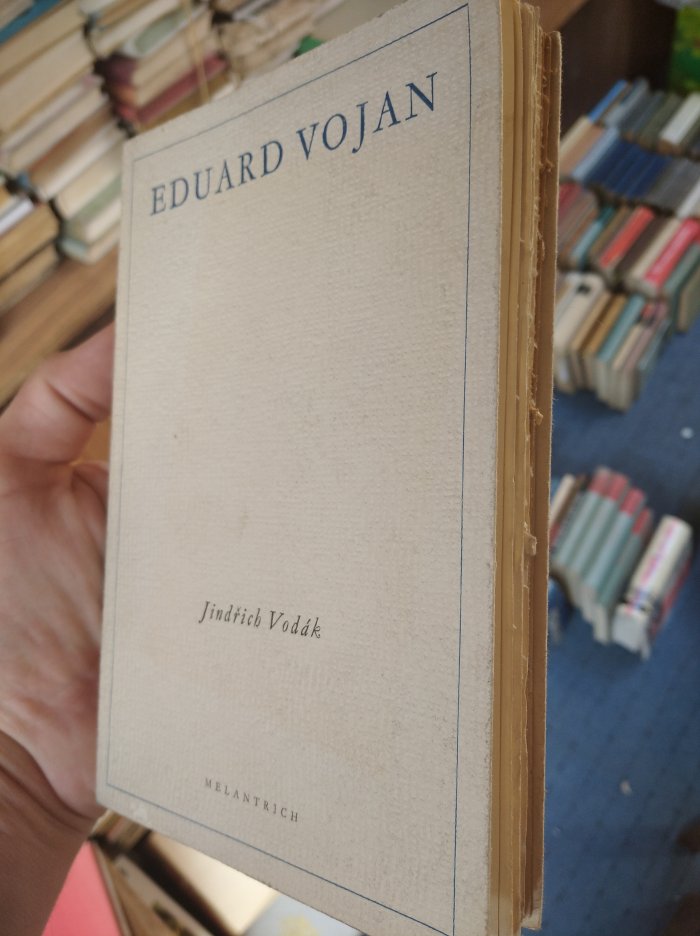 EDUARD VOJAN
Jindřich Vodák
MELANTRICH